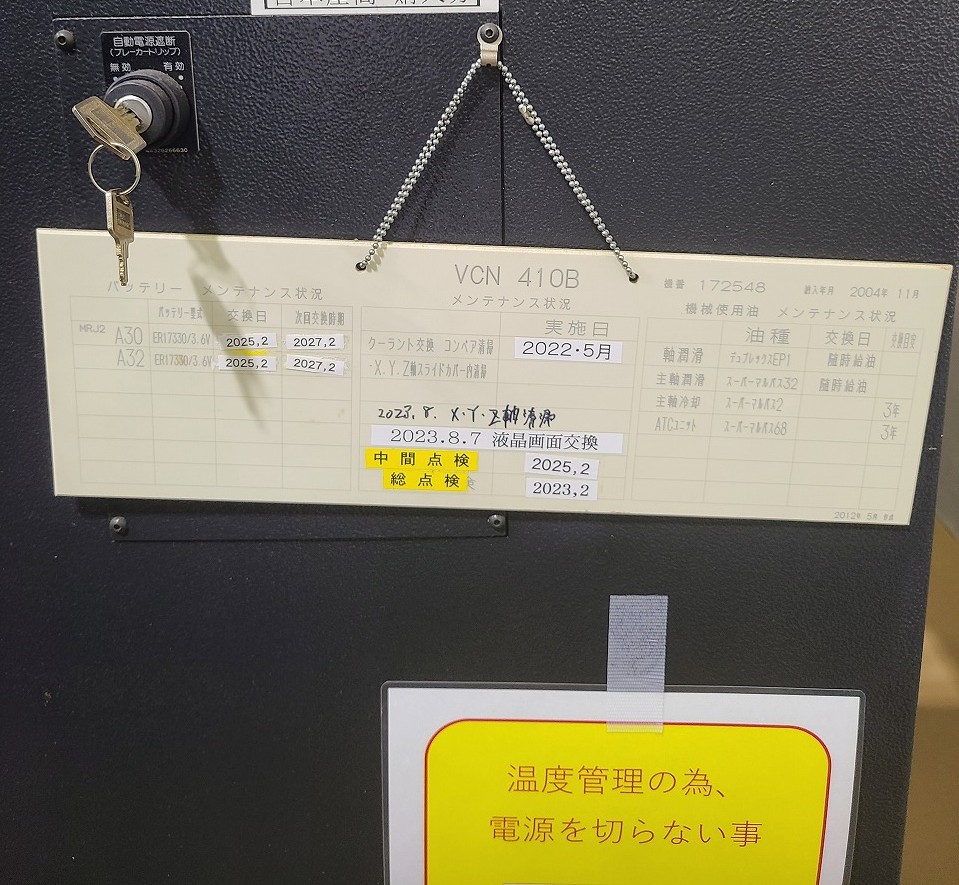 自動電源遮断
(ブレーカートリップ)
無効 有効
VCN 410B
機番 172548 納入年月 2004年 11月
バッテリー メンテナンス状況
バッテリー型式 交換日 次回交換時期
MRJ2 A30 ER17330/3.6V 2025,2 2027,2
A32 ER17330/3.6V 2025,2 2027,2
メンテナンス状況
実施日
クーラント交換 コンベア清掃 2022・5月
・X.Y.Z軸スライドカバー内清掃
2023.8. X・Y・Z軸清掃
2023.8.7 液晶画面交換
中間点検 2025,2
総点検 2023,2
機械使用油 メンテナンス状況
油種 交換日 交換目安
軸潤滑 デュブレックスEP1 随時給油
主軸潤滑 スーパーマルパス32 随時給油
主軸冷却 スーパーマルパス2 3年
ATCユニット スーパーマルパス68 3年
2012年 5月 作成
温度管理の為、
電源を切らない事